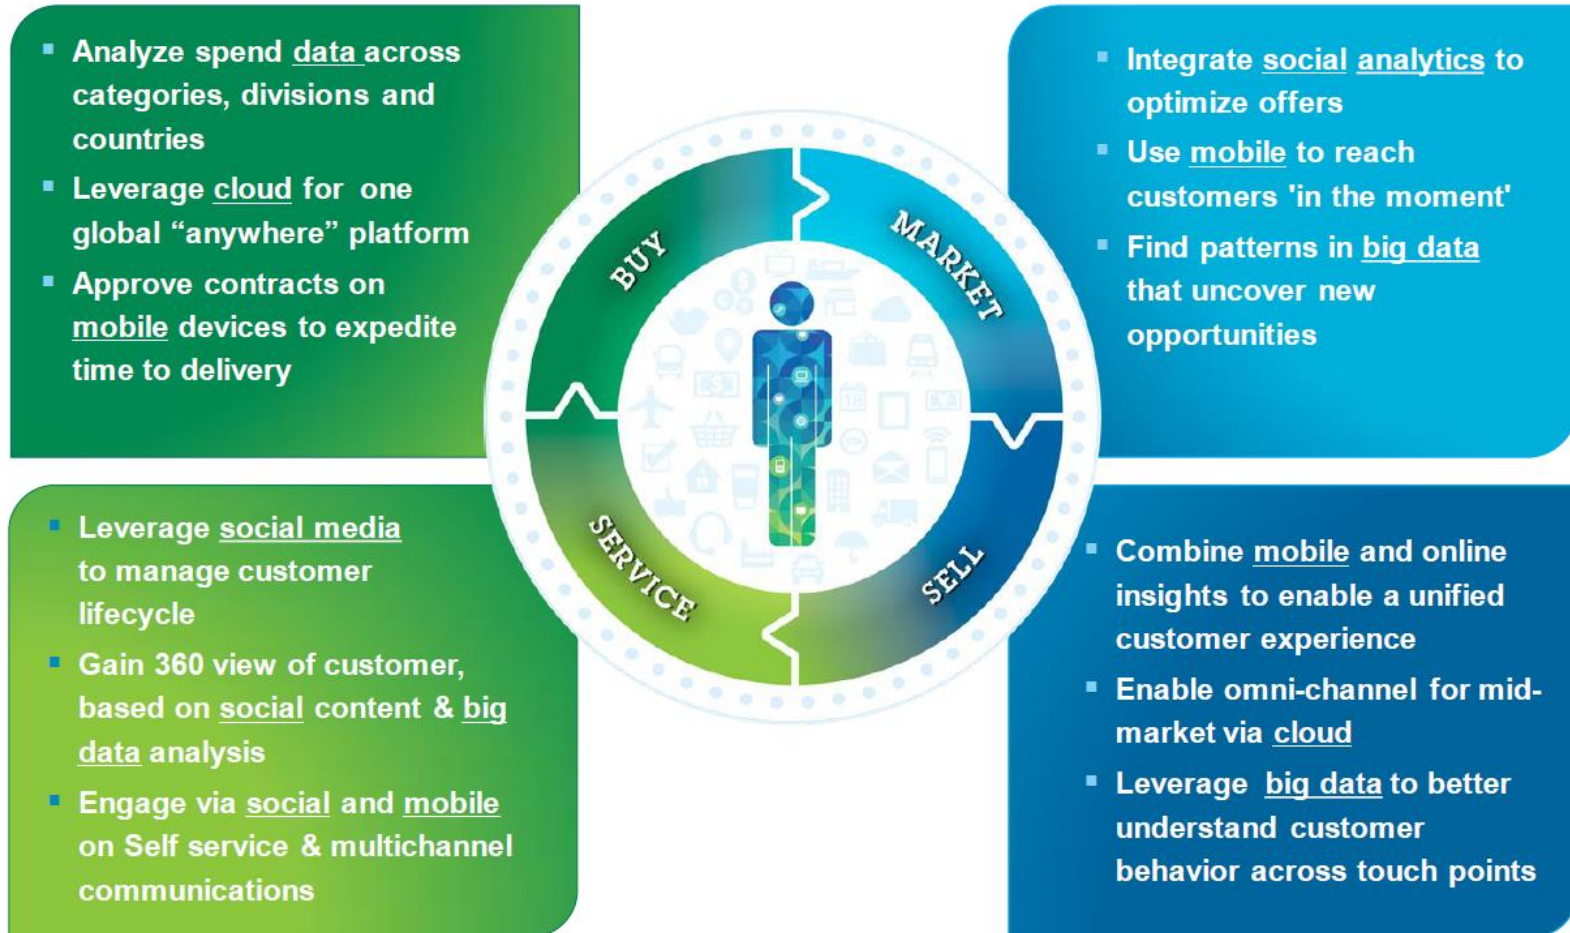 ▪ Analyze spend data across
categories, divisions and
countries
▪ Leverage cloud for one
global “anywhere” platform
▪ Approve contracts on
mobile devices to expedite
time to delivery
▪ Integrate social analytics to
optimize offers
▪ Use mobile to reach
customers 'in the moment'
▪ Find patterns in big data
that uncover new
opportunities
BUY
MARKET
SERVICE
SELL
▪ Leverage social media
to manage customer
lifecycle
▪ Gain 360 view of customer,
based on social content & big
data analysis
▪ Engage via social and mobile
on Self service & multichannel
communications
▪ Combine mobile and online
insights to enable a unified
customer experience
▪ Enable omni-channel for mid-
market via cloud
▪ Leverage big data to better
understand customer
behavior across touch points